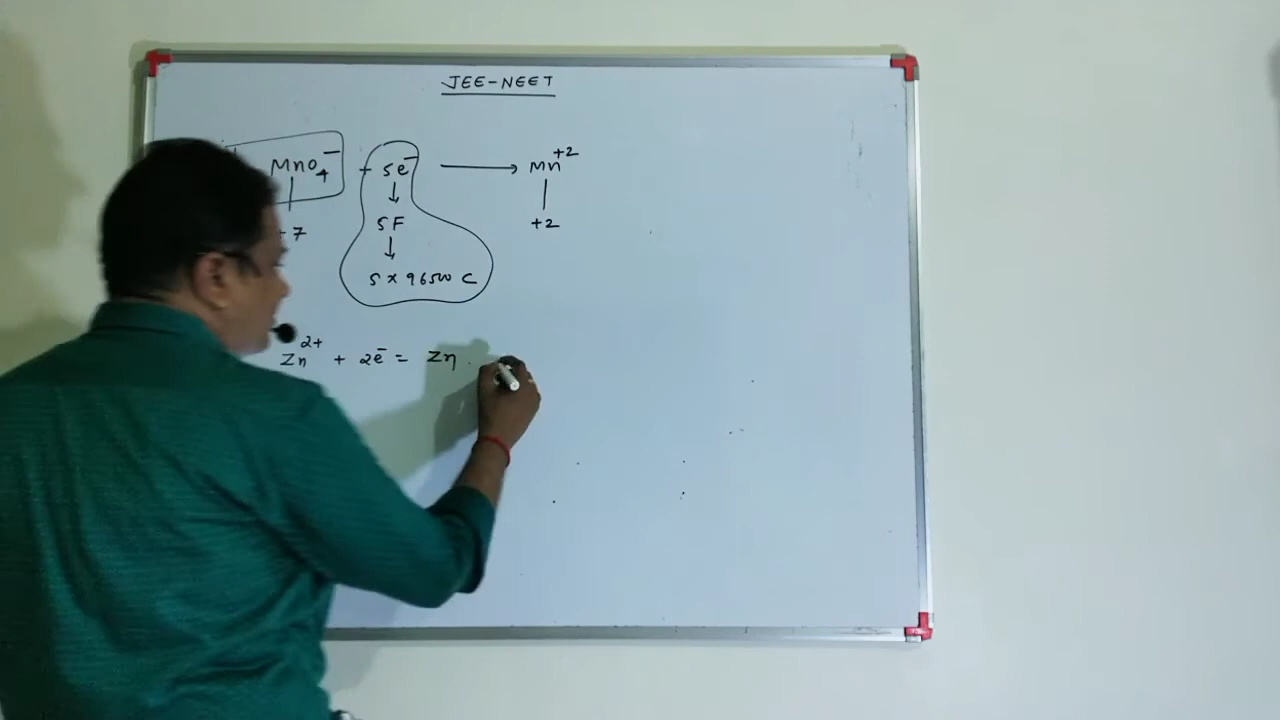 JEE-NEET
MnO4⁻ + 5e⁻ ⟶ Mn⁺²
↓ |
+7 5F +2
↓
5 × 96500 C
Zn²⁺ + 2e⁻ = Zn.